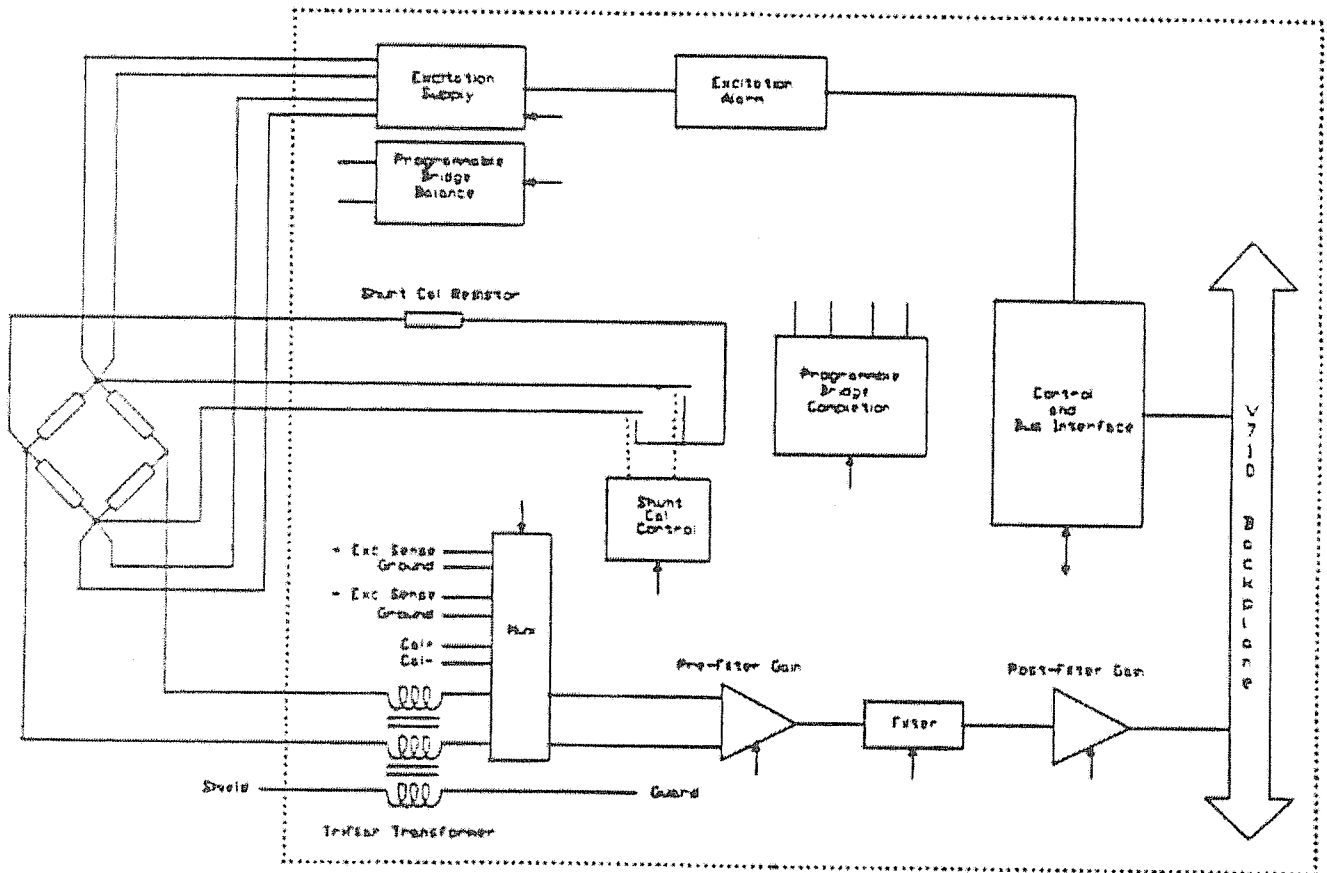 Excitation
Supply
Excitation
Alarm
Programmable
Bridge
Balance
Shunt Cal Resistor
Programmable
Bridge
Completion
Control
and
Bus Interface
V710 Backplane
Shunt
Cal
Control
+ Exc Sense
Ground
- Exc Sense
Ground
Cal+
Cal-
Mux
Pre-filter Gain
Filter
Post-filter Gain
Shield
Guard
Trifilar Transformer